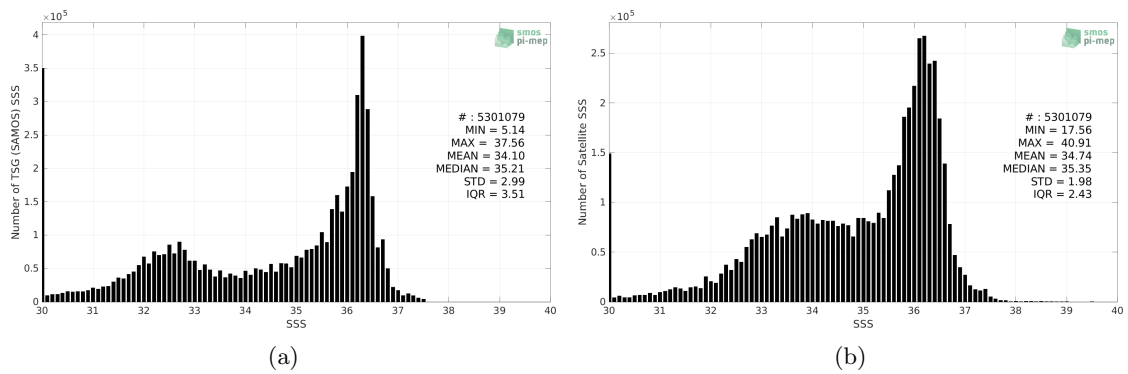 ×10⁵
4
3.5
3
2.5
2
1.5
1
0.5
0
Number of TSG (SAMOS) SSS
smos
pi-mep
# : 5301079
MIN = 5.14
MAX = 37.56
MEAN = 34.10
MEDIAN = 35.21
STD = 2.99
IQR = 3.51
30 31 32 33 34 35 36 37 38 39 40
SSS
(a)
×10⁵
2.5
2
1.5
1
0.5
0
Number of Satellite SSS
smos
pi-mep
# : 5301079
MIN = 17.56
MAX = 40.91
MEAN = 34.74
MEDIAN = 35.35
STD = 1.98
IQR = 2.43
30 31 32 33 34 35 36 37 38 39 40
SSS
(b)